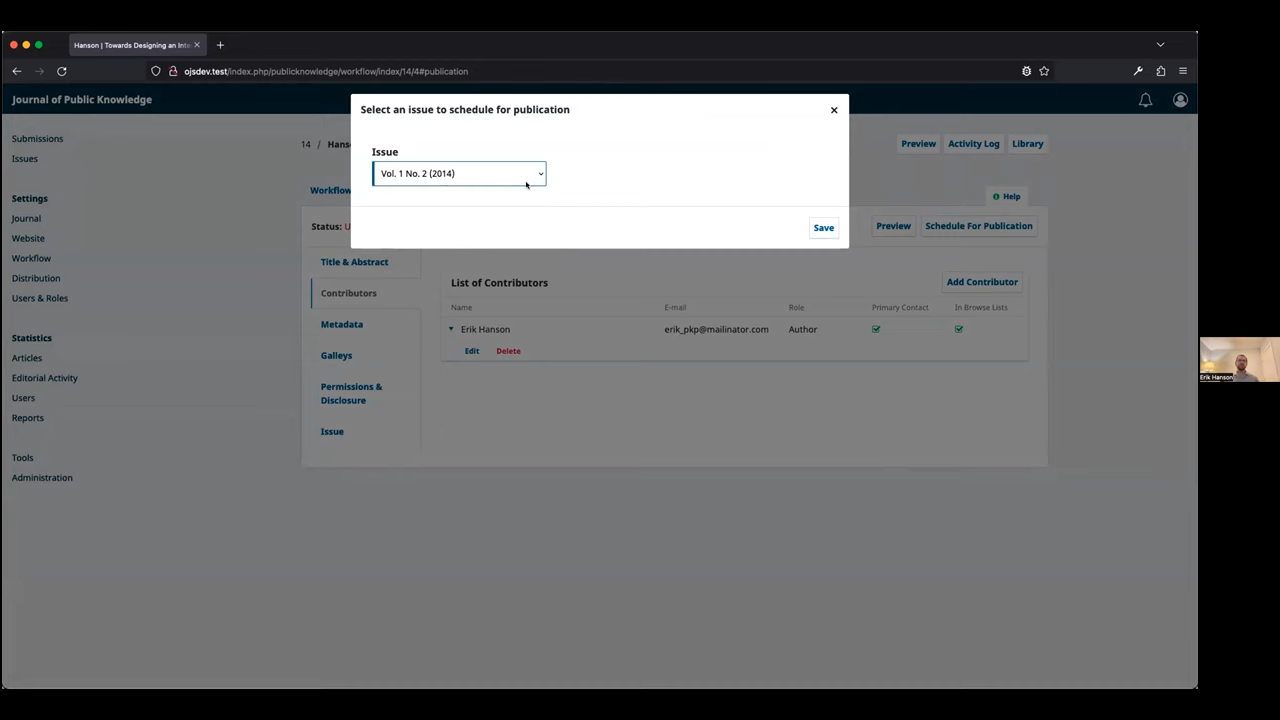 Hanson | Towards Designing an Inte
ojsdev.test/index.php/publicknowledge/workflow/index/14/4#publication
Journal of Public Knowledge
Select an issue to schedule for publication
Issue
Vol. 1 No. 2 (2014)
Save
Submissions
Issues
Settings
Journal
Website
Workflow
Distribution
Users & Roles
Statistics
Articles
Editorial Activity
Users
Reports
Tools
Administration
14 / Hans
Preview Activity Log Library
Workflow
Help
Status: U
Preview Schedule For Publication
Title & Abstract
Contributors
Metadata
Galleys
Permissions &
Disclosure
Issue
List of Contributors
Add Contributor
Name E-mail Role Primary Contact In Browse Lists
Erik Hanson erik_pkp@mailinator.com Author
Edit Delete
Erik Hanson